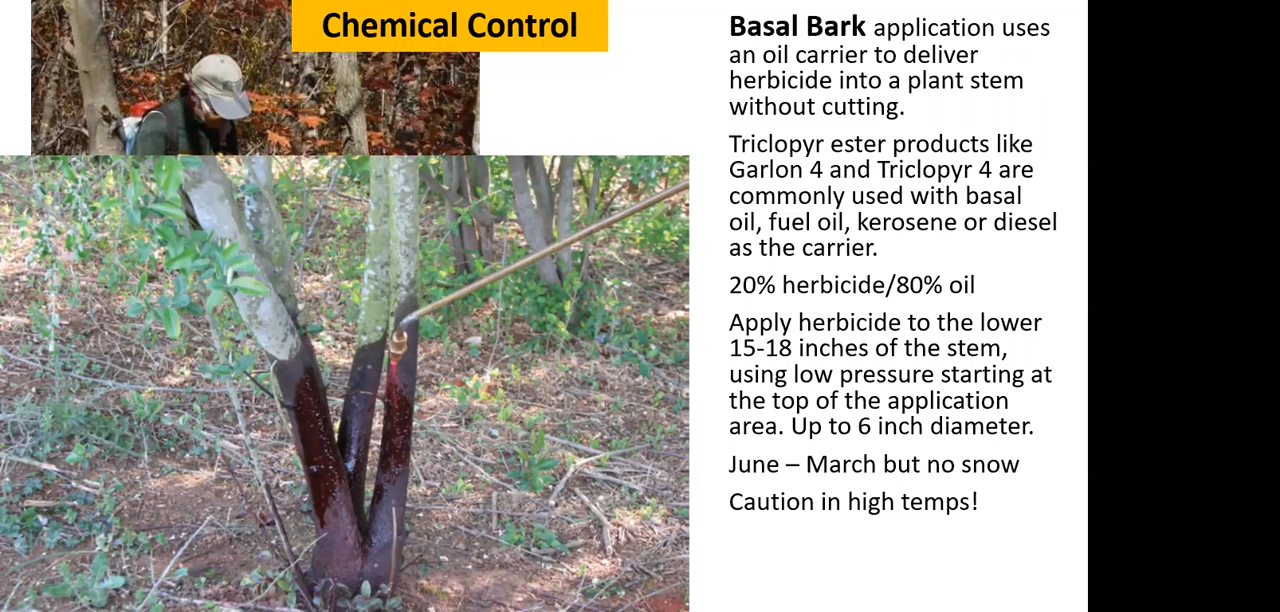 Chemical Control
Basal Bark application uses
an oil carrier to deliver
herbicide into a plant stem
without cutting.
Triclopyr ester products like
Garlon 4 and Triclopyr 4 are
commonly used with basal
oil, fuel oil, kerosene or diesel
as the carrier.
20% herbicide/80% oil
Apply herbicide to the lower
15-18 inches of the stem,
using low pressure starting at
the top of the application
area. Up to 6 inch diameter.
June – March but no snow
Caution in high temps!